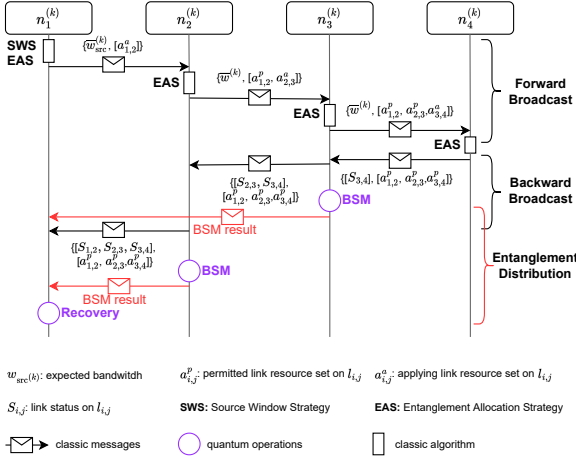 n_1^{(k)} n_2^{(k)} n_3^{(k)} n_4^{(k)}
SWS
EAS
{w̅_{src}^{(k)}, [a_{1,2}^a]}
EAS
{w̅^{(k)}, [a_{1,2}^p, a_{2,3}^a]}
EAS
{w̅^{(k)}, [a_{1,2}^p, a_{2,3}^p, a_{3,4}^a]}
EAS
Forward
Broadcast
{[S_{3,4}], [a_{1,2}^p, a_{2,3}^p, a_{3,4}^p]}
{[S_{2,3}, S_{3,4}],
[a_{1,2}^p, a_{2,3}^p, a_{3,4}^p]}
Backward
Broadcast
BSM
BSM result
{[S_{1,2}, S_{2,3}, S_{3,4}],
[a_{1,2}^p, a_{2,3}^p, a_{3,4}^p]}
Entanglement
Distribution
BSM
BSM result
Recovery
w_{src^{(k)}}: expected bandwitdh a_{i,j}^p: permitted link resource set on l_{i,j} a_{i,j}^a: applying link resource set on l_{i,j}
S_{i,j}: link status on l_{i,j} SWS: Source Window Strategy EAS: Entanglement Allocation Strategy
classic messages quantum operations classic algorithm